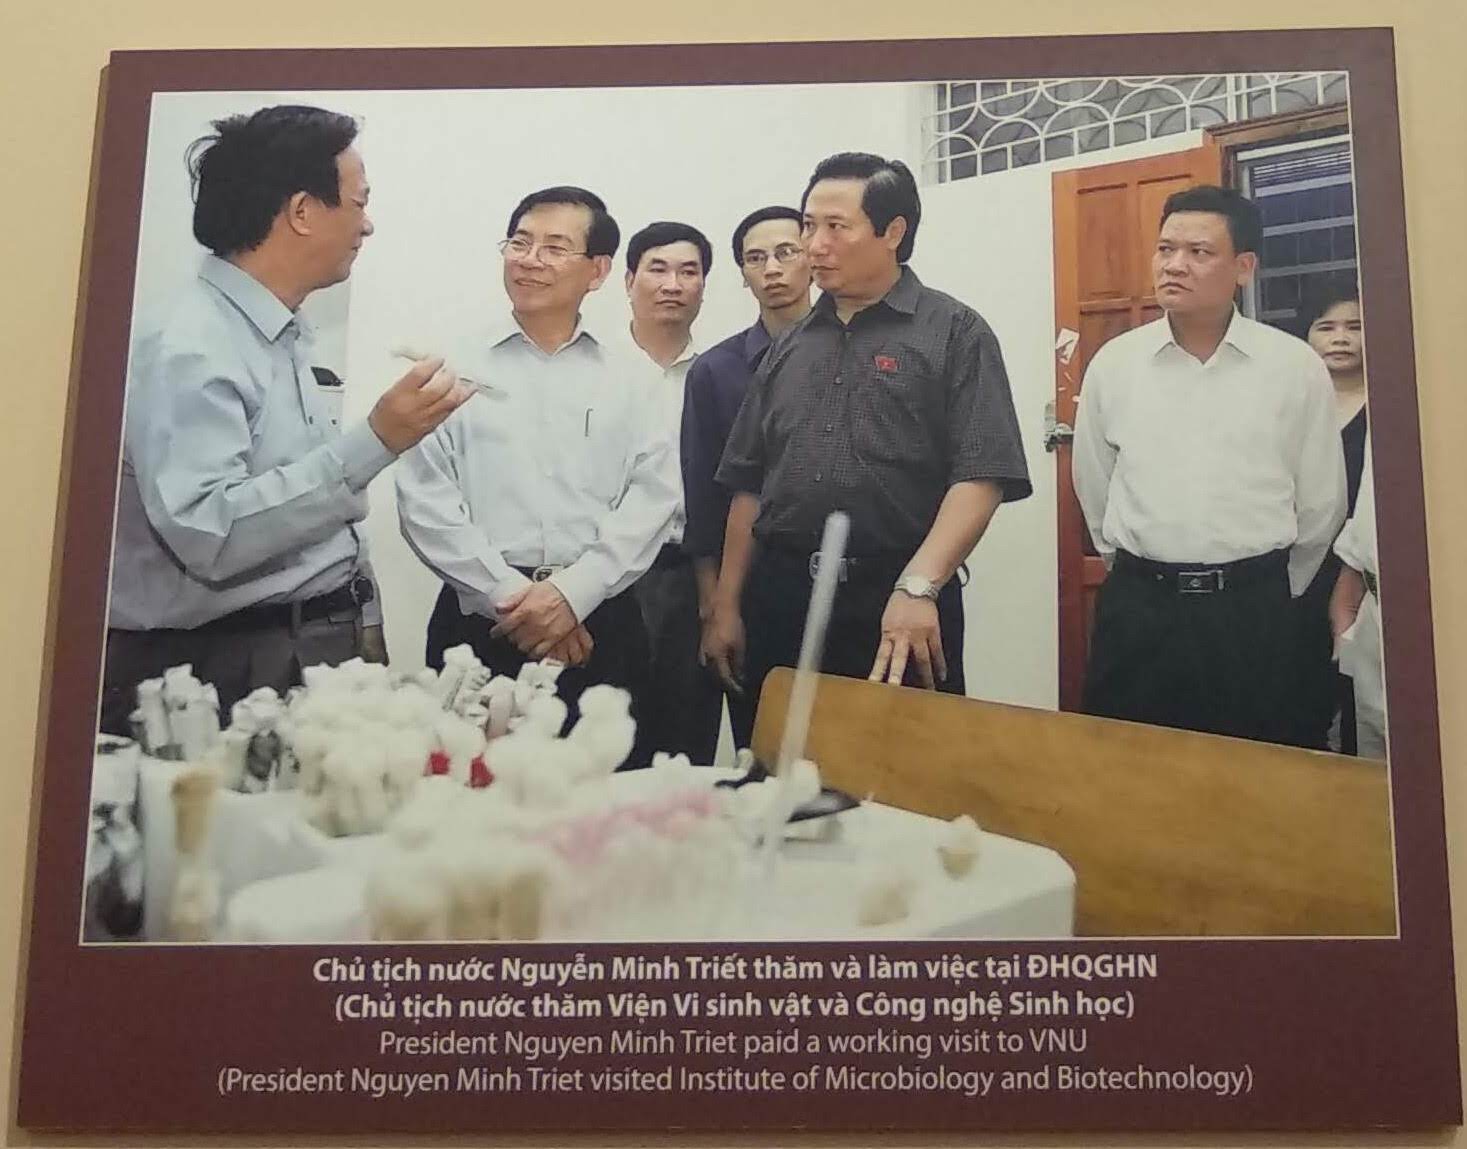 Chủ tịch nước Nguyễn Minh Triết thăm và làm việc tại ĐHQGHN
(Chủ tịch nước thăm Viện Vi sinh vật và Công nghệ Sinh học)
President Nguyen Minh Triet paid a working visit to VNU
(President Nguyen Minh Triet visited Institute of Microbiology and Biotechnology)